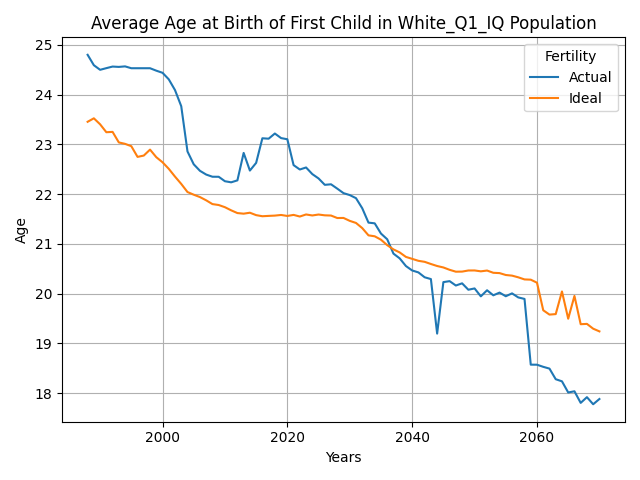 Average Age at Birth of First Child in White_Q1_IQ Population
Fertility
Actual
Ideal
Age
25
24
23
22
21
20
19
18
2000
2020
2040
2060
Years